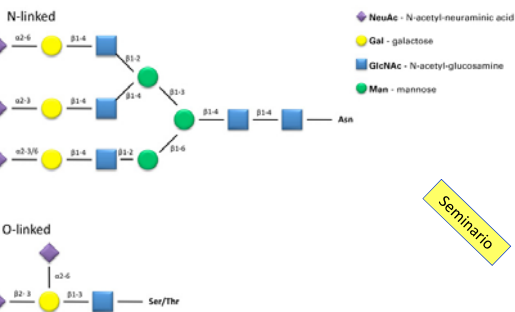 N-linked
α2-6 β1-4 β1-2
α2-3 β1-4 β1-4 β1-3
α2-3/6 β1-4 β1-2 β1-6
β1-4 β1-4 Asn
NeuAc - N-acetyl-neuraminic acid
Gal - galactose
GlcNAc - N-acetyl-glucosamine
Man - mannose
Seminario
O-linked
α2-6
β2- 3 β1-3 Ser/Thr